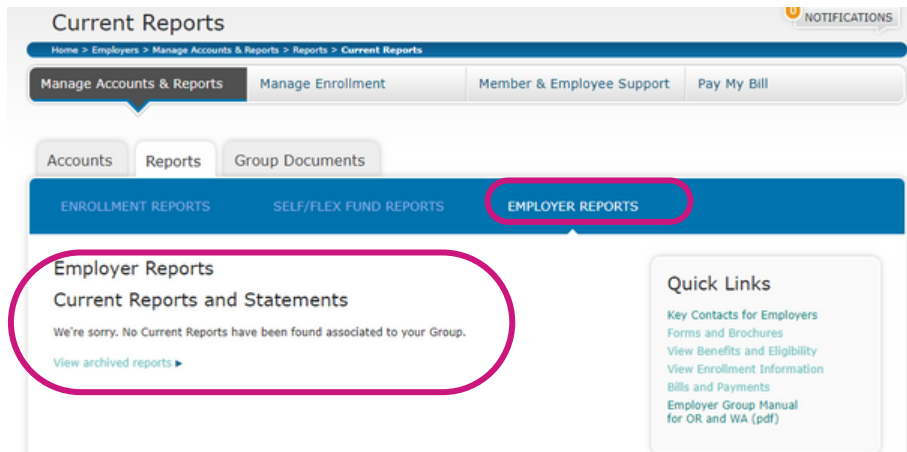 Current Reports
0 NOTIFICATIONS
Home > Employers > Manage Accounts & Reports > Reports > Current Reports
Manage Accounts & Reports Manage Enrollment Member & Employee Support Pay My Bill
Accounts Reports Group Documents
ENROLLMENT REPORTS SELF/FLEX FUND REPORTS EMPLOYER REPORTS
Employer Reports
Current Reports and Statements
We're sorry. No Current Reports have been found associated to your Group.
View archived reports ▶
Quick Links
Key Contacts for Employers
Forms and Brochures
View Benefits and Eligibility
View Enrollment Information
Bills and Payments
Employer Group Manual
for OR and WA (pdf)